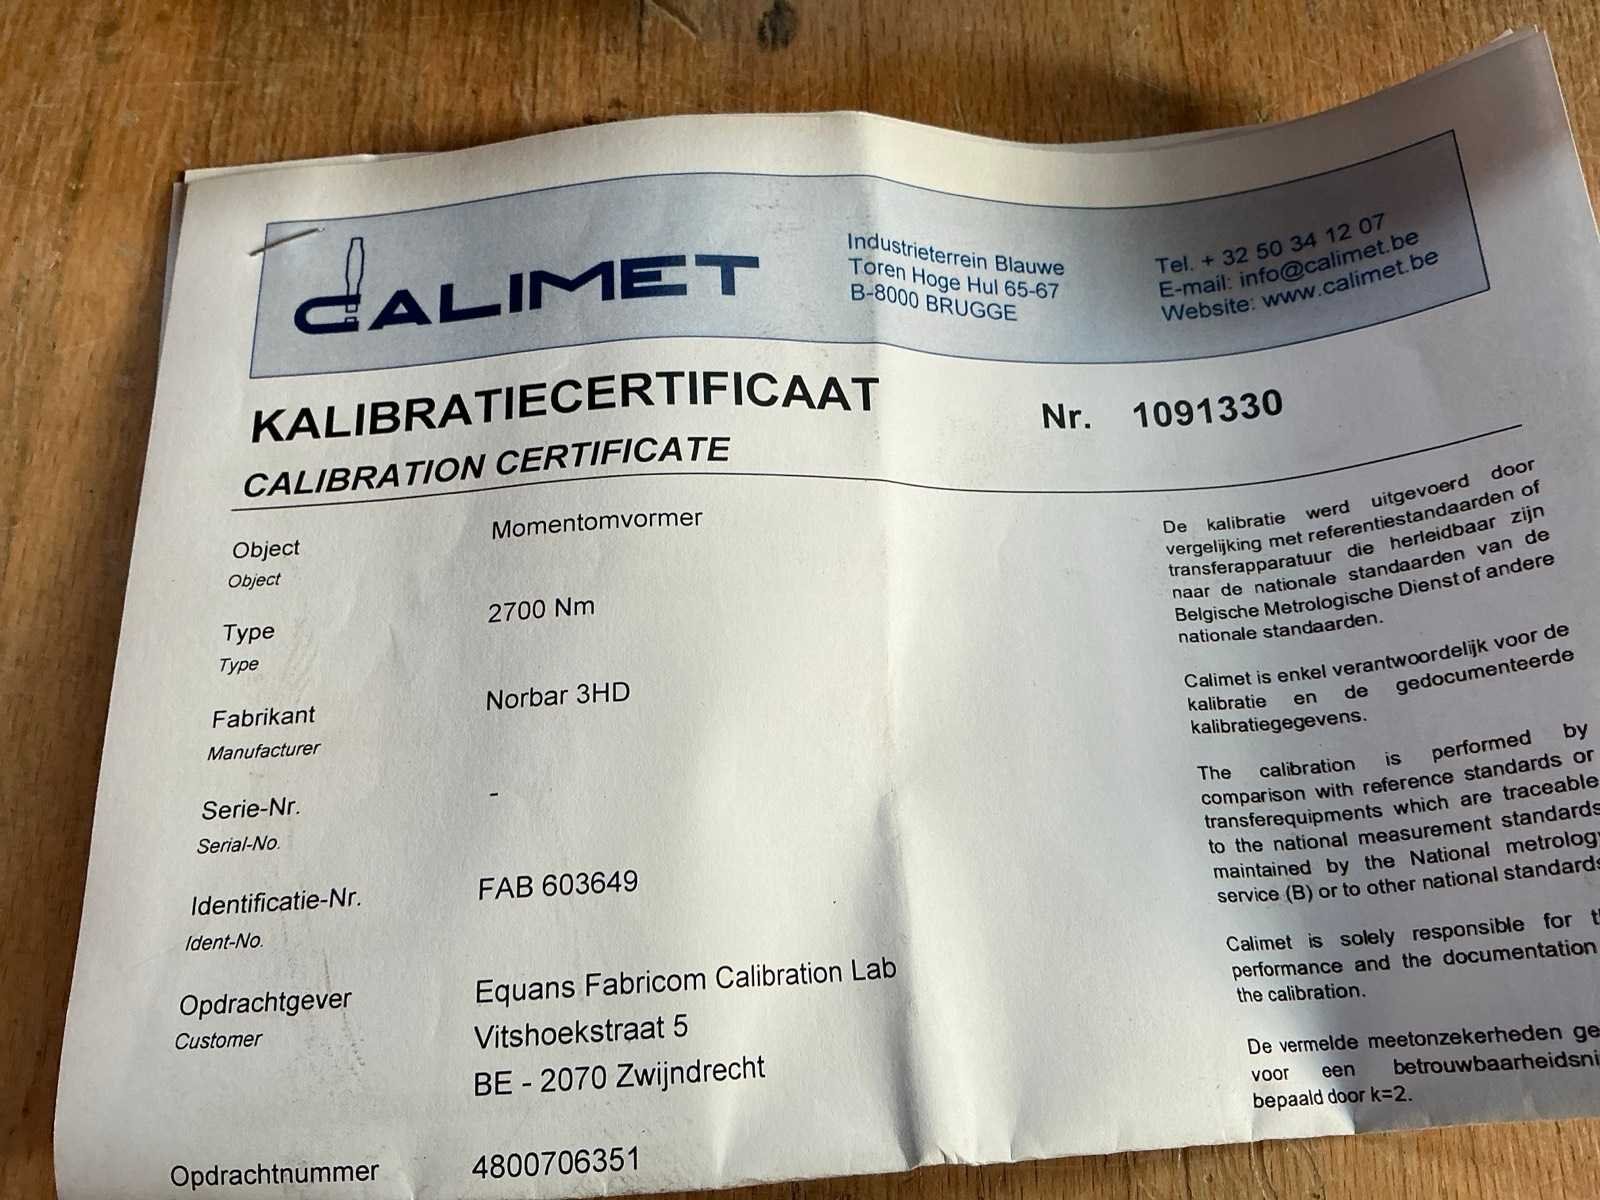 CALIMET
Industrieterrein Blauwe
Toren Hoge Hul 65-67
B-8000 BRUGGE
Tel. + 32 50 34 12 07
E-mail: info@calimet.be
Website: www.calimet.be
KALIBRATIECERTIFICAAT
Nr. 1091330
CALIBRATION CERTIFICATE
Object
Momentomvormer
Object
Type
2700 Nm
Type
Fabrikant
Norbar 3HD
Manufacturer
Serie-Nr.
-
Serial-No.
Identificatie-Nr.
FAB 603649
Ident-No.
Opdrachtgever
Equans Fabricom Calibration Lab
Customer
Vitshoekstraat 5
BE - 2070 Zwijndrecht
Opdrachtnummer
4800706351
De kalibratie werd uitgevoerd door
vergelijking met referentiestandaarden of
transferapparatuur die herleidbaar zijn
naar de nationale standaarden van de
Belgische Metrologische Dienst of andere
nationale standaarden.
Calimet is enkel verantwoordelijk voor de
kalibratie en de gedocumenteerde
kalibratiegegevens.
The calibration is performed by
comparison with reference standards or
transferequipments which are traceable
to the national measurement standards
maintained by the National metrology
service (B) or to other national standards
Calimet is solely responsible for
performance and the documentation
the calibration.
De vermelde meetonzekerheden
voor een
bepaald door k=2.